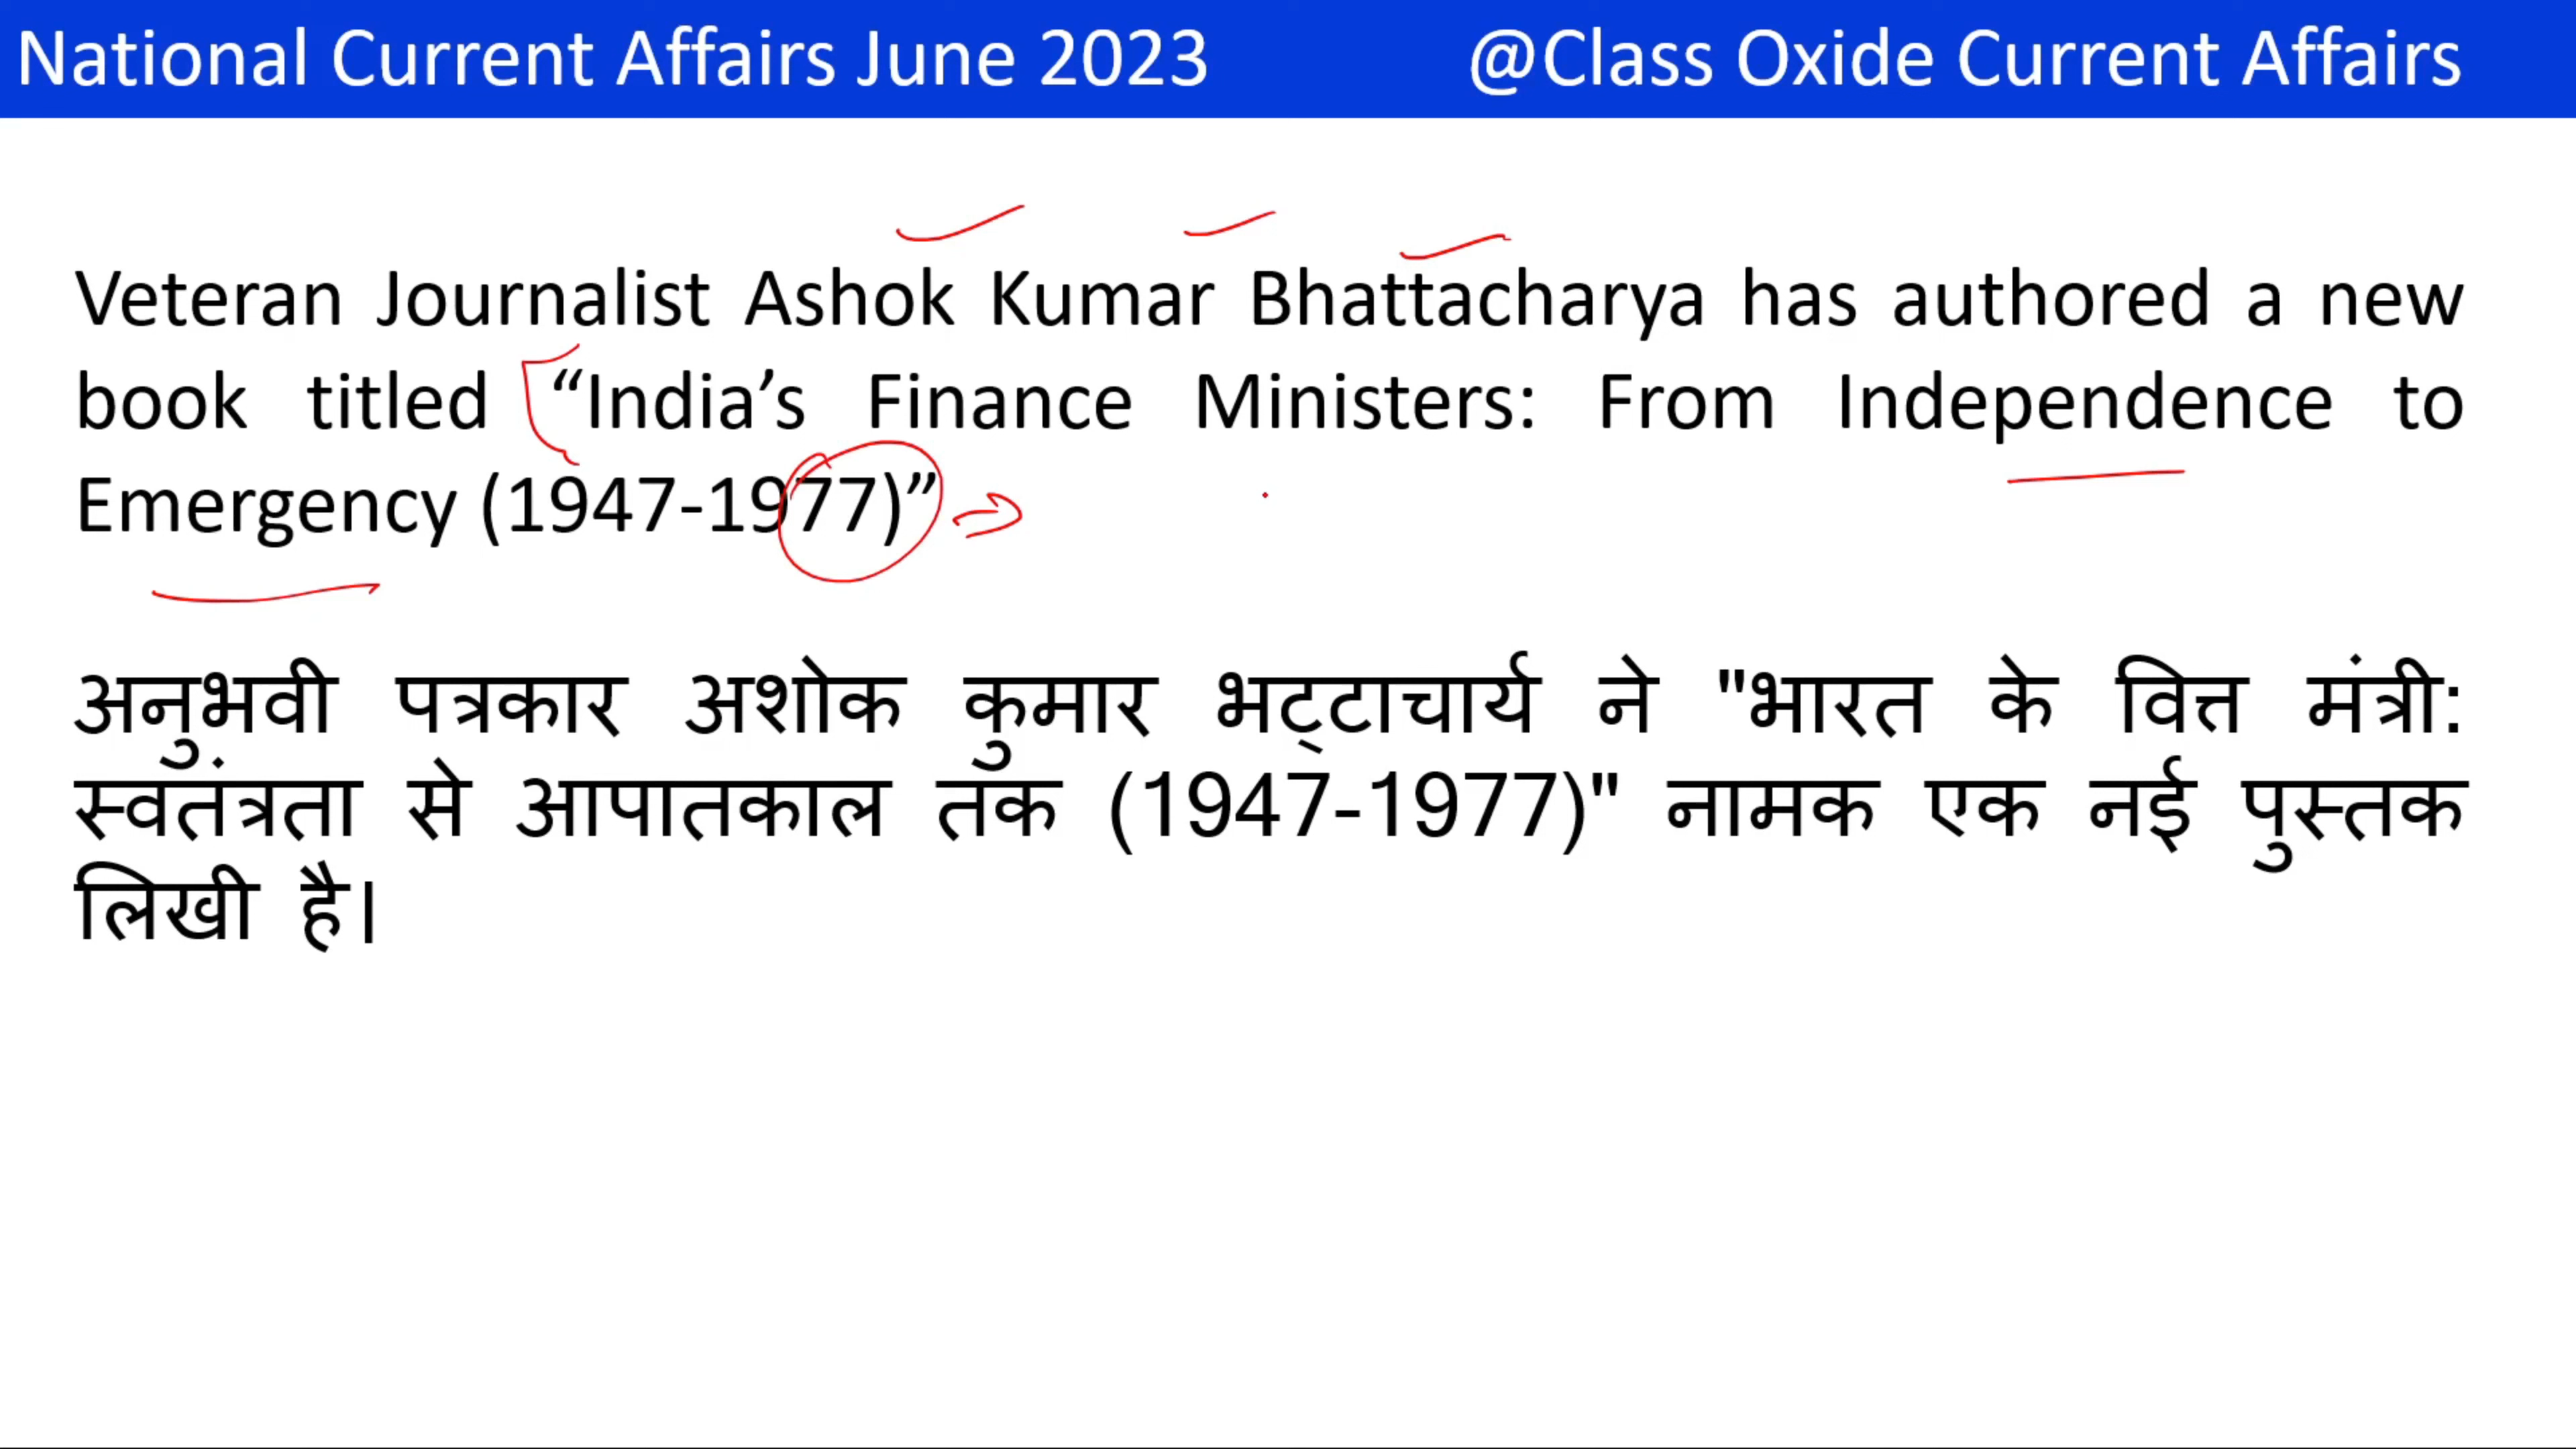 National Current Affairs June 2023 @Class Oxide Current Affairs
Veteran Journalist Ashok Kumar Bhattacharya has authored a new
book titled “India’s Finance Ministers: From Independence to
Emergency (1947-1977)”
अनुभवी पत्रकार अशोक कुमार भट्टाचार्य ने "भारत के वित्त मंत्री:
स्वतंत्रता से आपातकाल तक (1947-1977)" नामक एक नई पुस्तक
लिखी है।